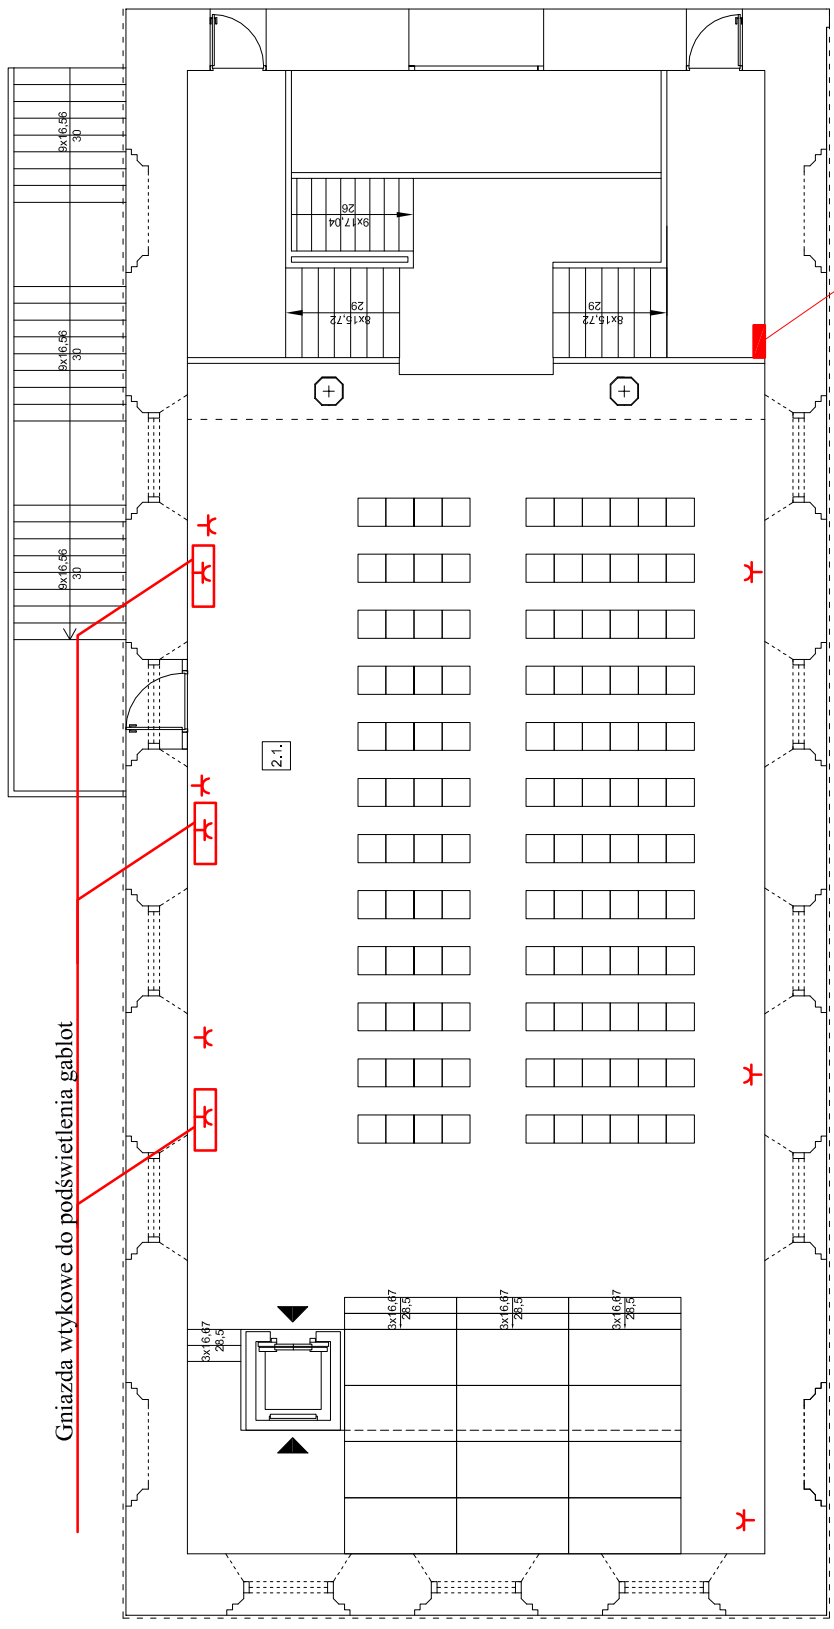 9x16,56
30
9x17,04
26
8x15,72
29
8x15,72
29
9x16,56
30
9x16,56
30
2.1.
Gniazda wtykowe do podświetlenia gablot
3x16,67
28,5
3x16,67
28,5
3x16,67
28,5
3x16,67
28,5